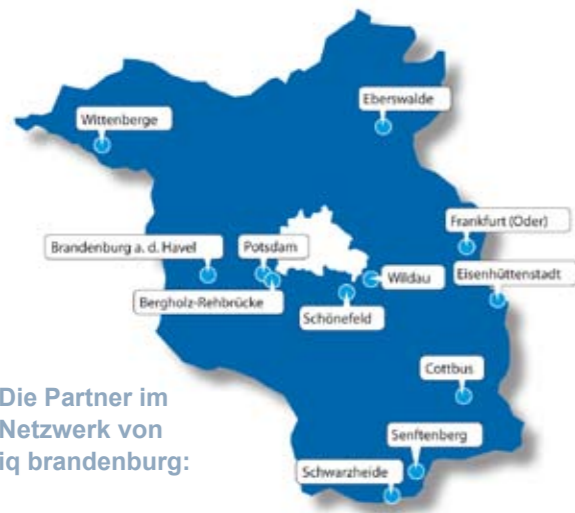 Eberswalde
Wittenberge
Frankfurt (Oder)
Brandenburg a. d. Havel
Potsdam
Wildau
Eisenhüttenstadt
Bergholz-Rehbrücke
Schönefeld
Cottbus
Die Partner im
Netzwerk von
iq brandenburg:
Senftenberg
Schwarzheide